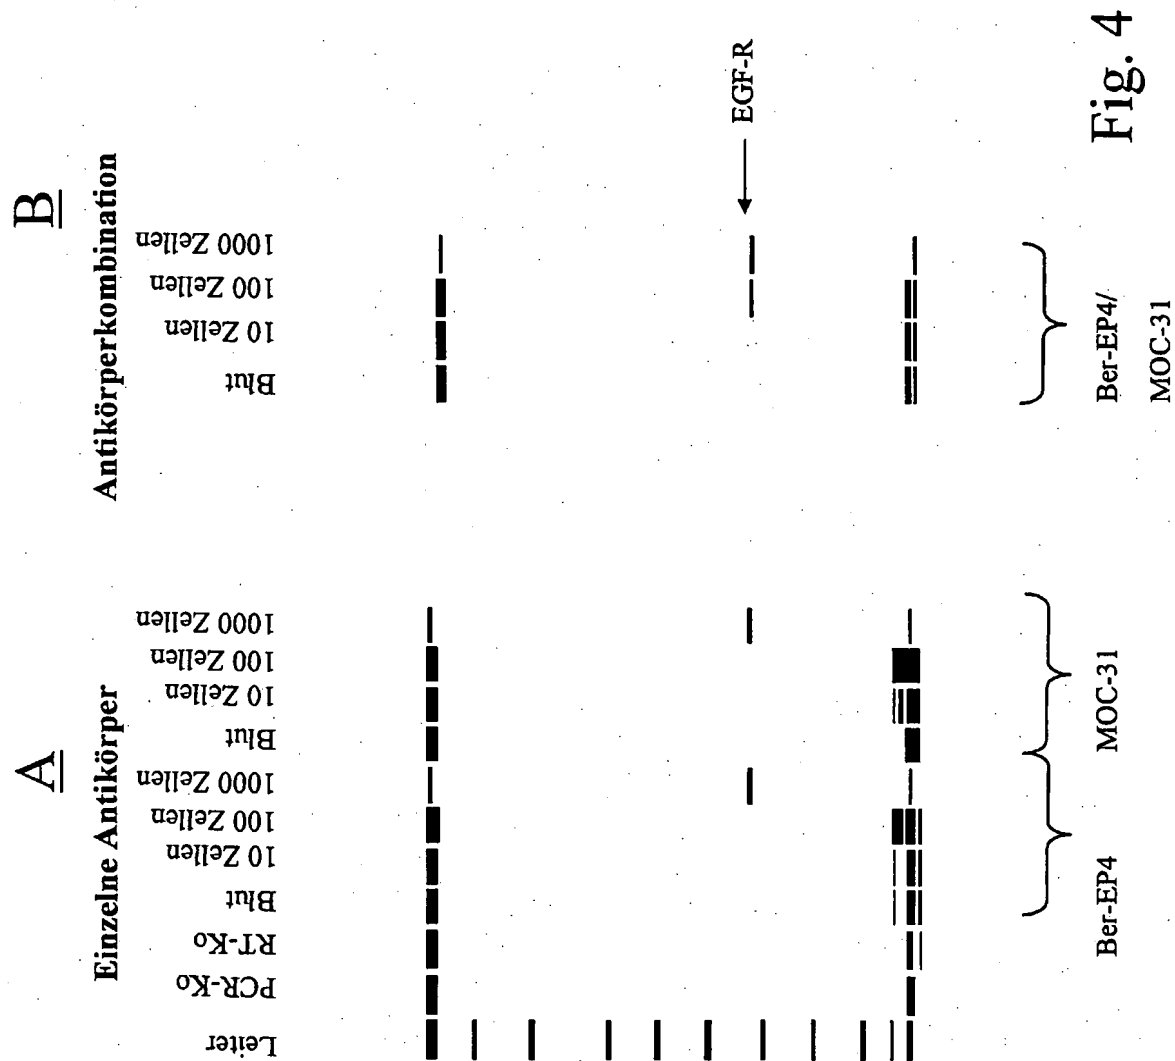 A
Einzelne Antikörper
Leiter
PCR-Ko
RT-Ko
Blut
10 Zellen
100 Zellen
1000 Zellen
Blut
10 Zellen
100 Zellen
1000 Zellen
Ber-EP4
MOC-31
B
Antikörperkombination
Blut
10 Zellen
100 Zellen
1000 Zellen
EGF-R
Ber-EP4/
MOC-31
Fig. 4